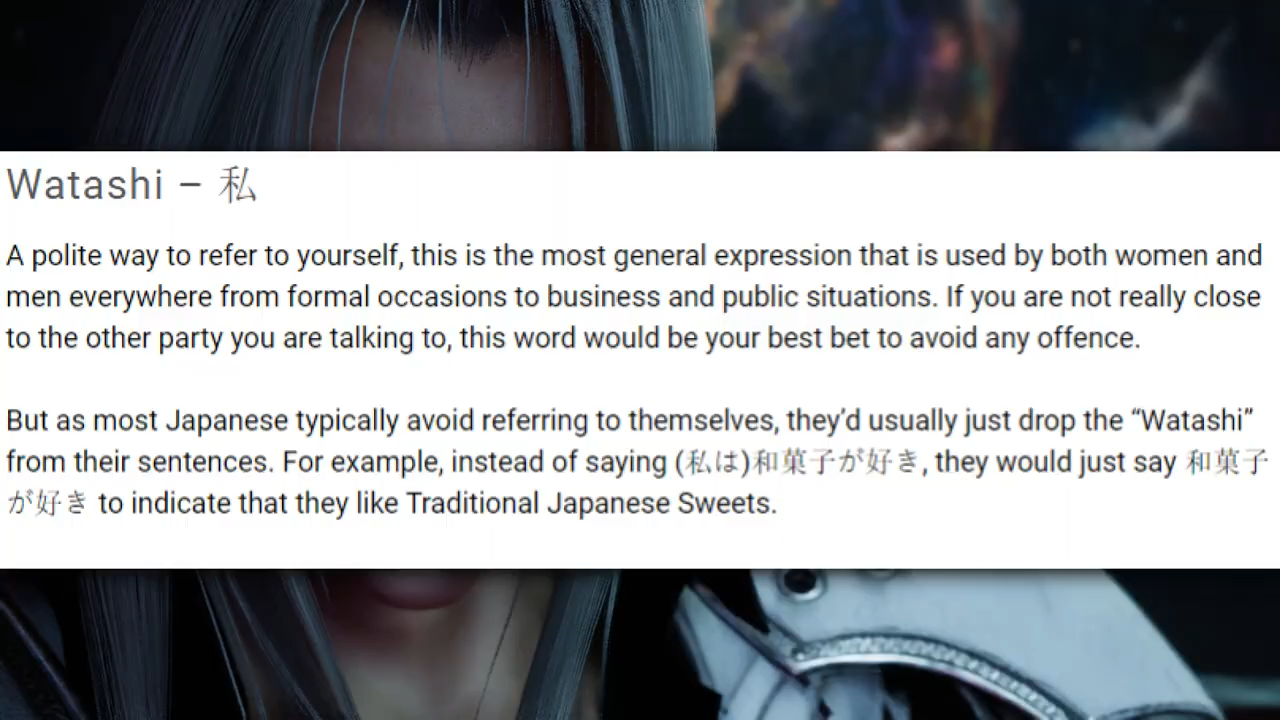 Watashi – 私
A polite way to refer to yourself, this is the most general expression that is used by both women and
men everywhere from formal occasions to business and public situations. If you are not really close
to the other party you are talking to, this word would be your best bet to avoid any offence.
But as most Japanese typically avoid referring to themselves, they’d usually just drop the “Watashi”
from their sentences. For example, instead of saying (私は)和菓子が好き, they would just say 和菓子
が好き to indicate that they like Traditional Japanese Sweets.